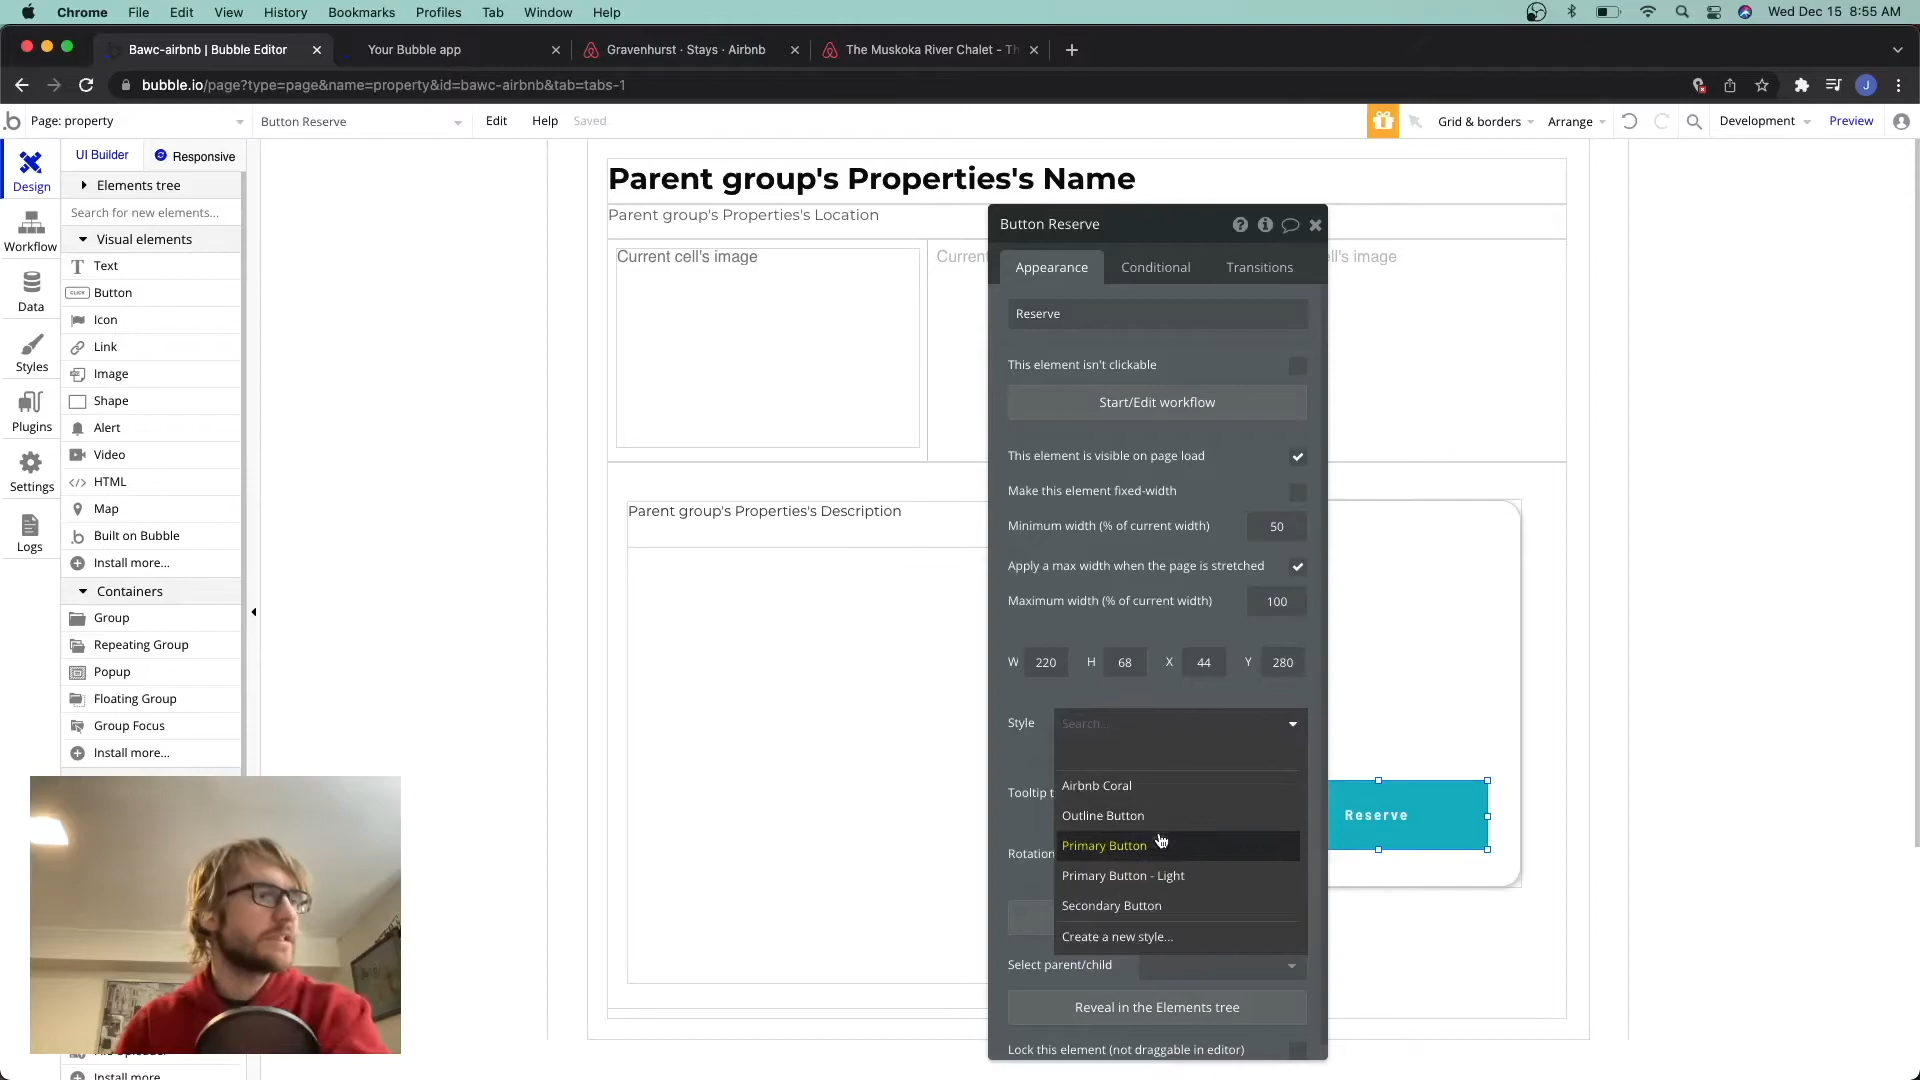 Chrome File Edit View History Bookmarks Profiles Tab Window Help Wed Dec 15 8:55 AM
Bawc-airbnb | Bubble Editor Your Bubble app Gravenhurst · Stays · Airbnb The Muskoka River Chalet - Th
bubble.io/page?type=page&name=property&id=bawc-airbnb&tab=tabs-1 J
b Page: property Button Reserve Edit Help Saved Grid & borders Arrange Development Preview
Design
Workflow
Data
Styles
Plugins
Settings
Logs
UI Builder Responsive
Elements tree
Search for new elements...
Visual elements
Text
CLICK Button
Icon
Link
Image
Shape
Alert
Video
HTML
Map
Built on Bubble
Install more...
Containers
Group
Repeating Group
Popup
Floating Group
Group Focus
Install more...
Install more
Parent group's Properties's Name
Parent group's Properties's Location
Current cell's image
Curren
ll's image
Parent group's Properties's Description
Reserve
Button Reserve
Appearance Conditional Transitions
Reserve
This element isn't clickable
Start/Edit workflow
This element is visible on page load
Make this element fixed-width
Minimum width (% of current width) 50
Apply a max width when the page is stretched
Maximum width (% of current width) 100
W 220 H 68 X 44 Y 280
Style Search...
Airbnb Coral
Tooltip t
Outline Button
Primary Button
Rotation
Primary Button - Light
Secondary Button
Create a new style...
Select parent/child
Reveal in the Elements tree
Lock this element (not draggable in editor)